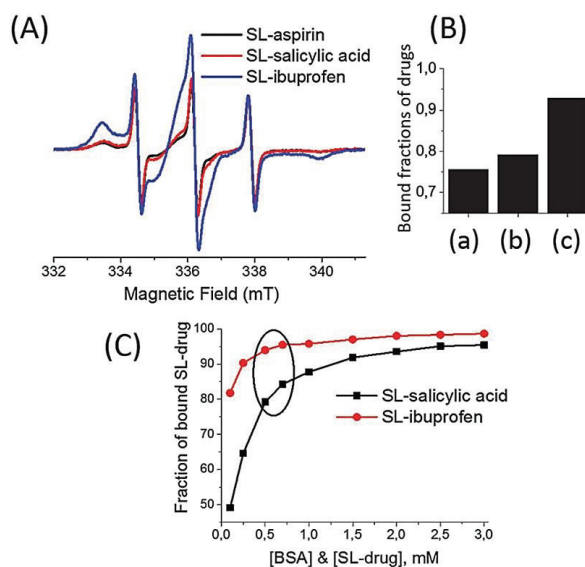 (A)
SL-aspirin
SL-salicylic acid
SL-ibuprofen
332 334 336 338 340
Magnetic Field (mT)
(B)
Bound fractions of drugs
1,0
0,9
0,8
0,7
(a) (b) (c)
(C)
Fraction of bound SL-drug
100
90
80
70
60
50
SL-salicylic acid
SL-ibuprofen
0,0 0,5 1,0 1,5 2,0 2,5 3,0
[BSA] & [SL-drug], mM